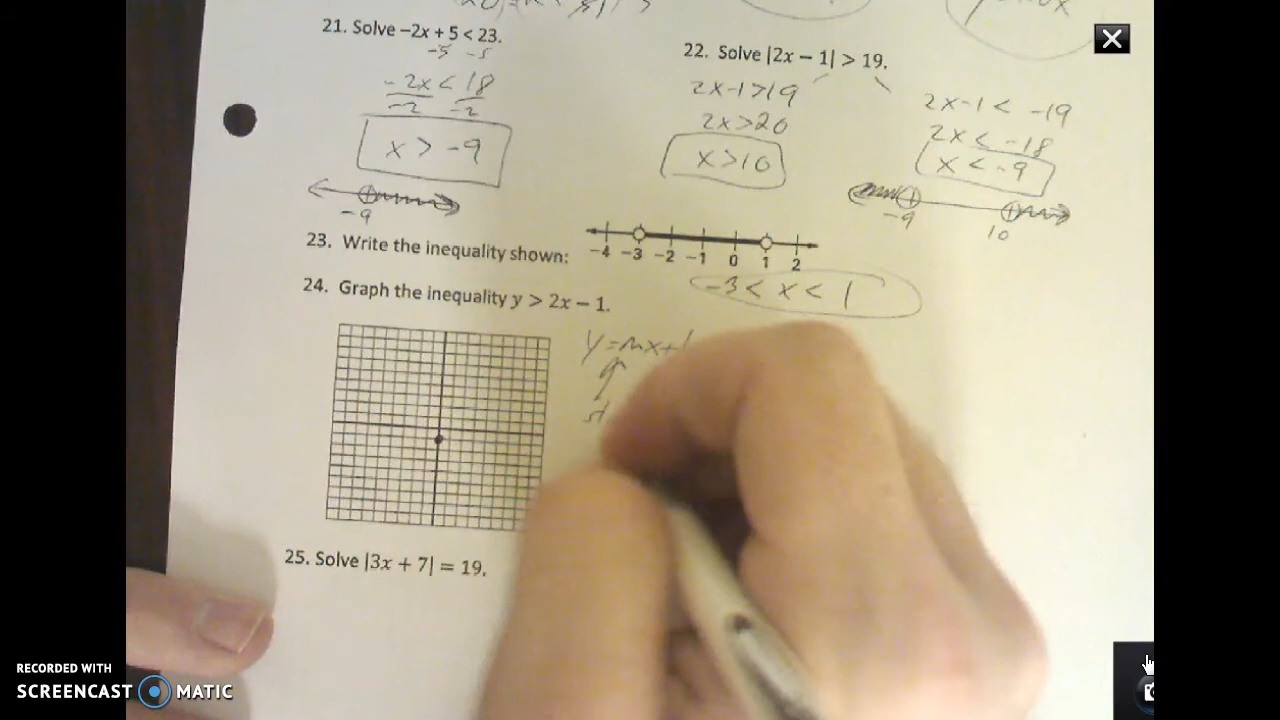 21. Solve −2x + 5 < 23.
-5 -5
-2x < 18
-2 -2
x > -9
-9
22. Solve |2x − 1| > 19.
2x-1>19
2x>20
x>10
2x-1 < -19
2x < -18
x < -9
-9 10
23. Write the inequality shown:
−4 −3 −2 −1 0 1 2
-3 < x < 1
24. Graph the inequality y > 2x − 1.
y=mx+
25. Solve |3x + 7| = 19.
RECORDED WITH
SCREENCAST MATIC